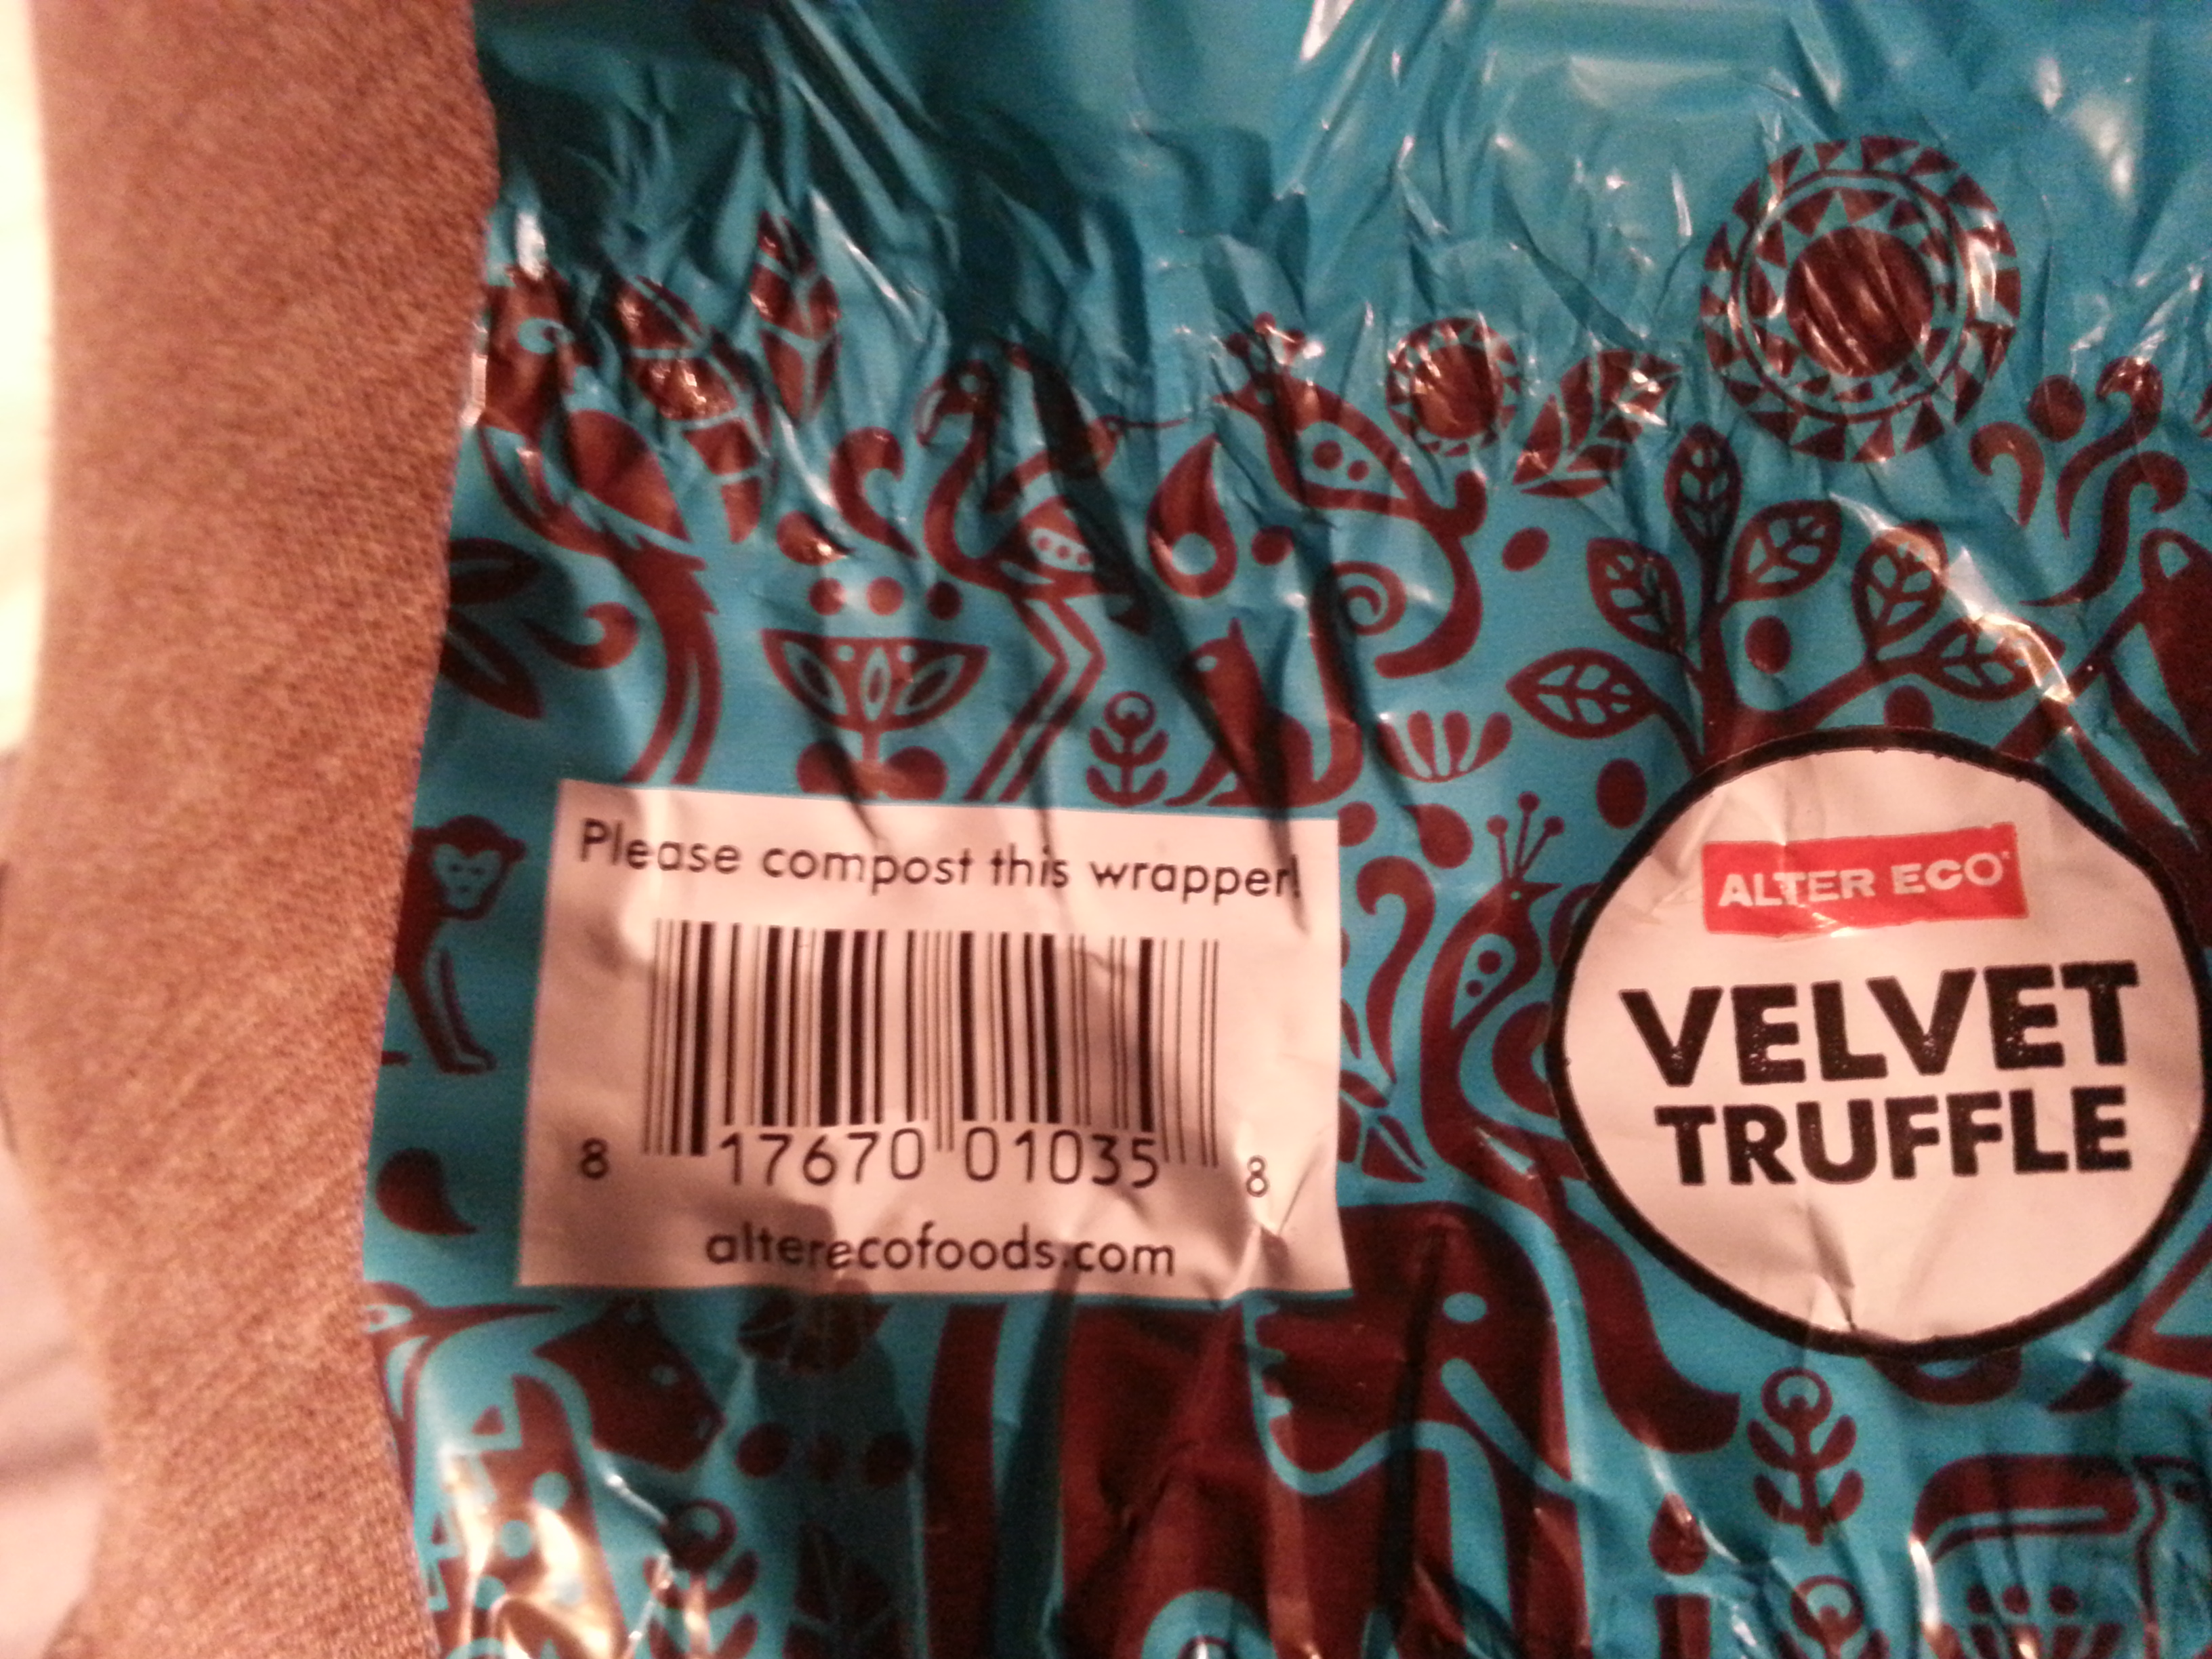 Please compost this wrapper!
8 17670 01035 8
alterecofoods.com
ALTER ECO
VELVET
TRUFFLE